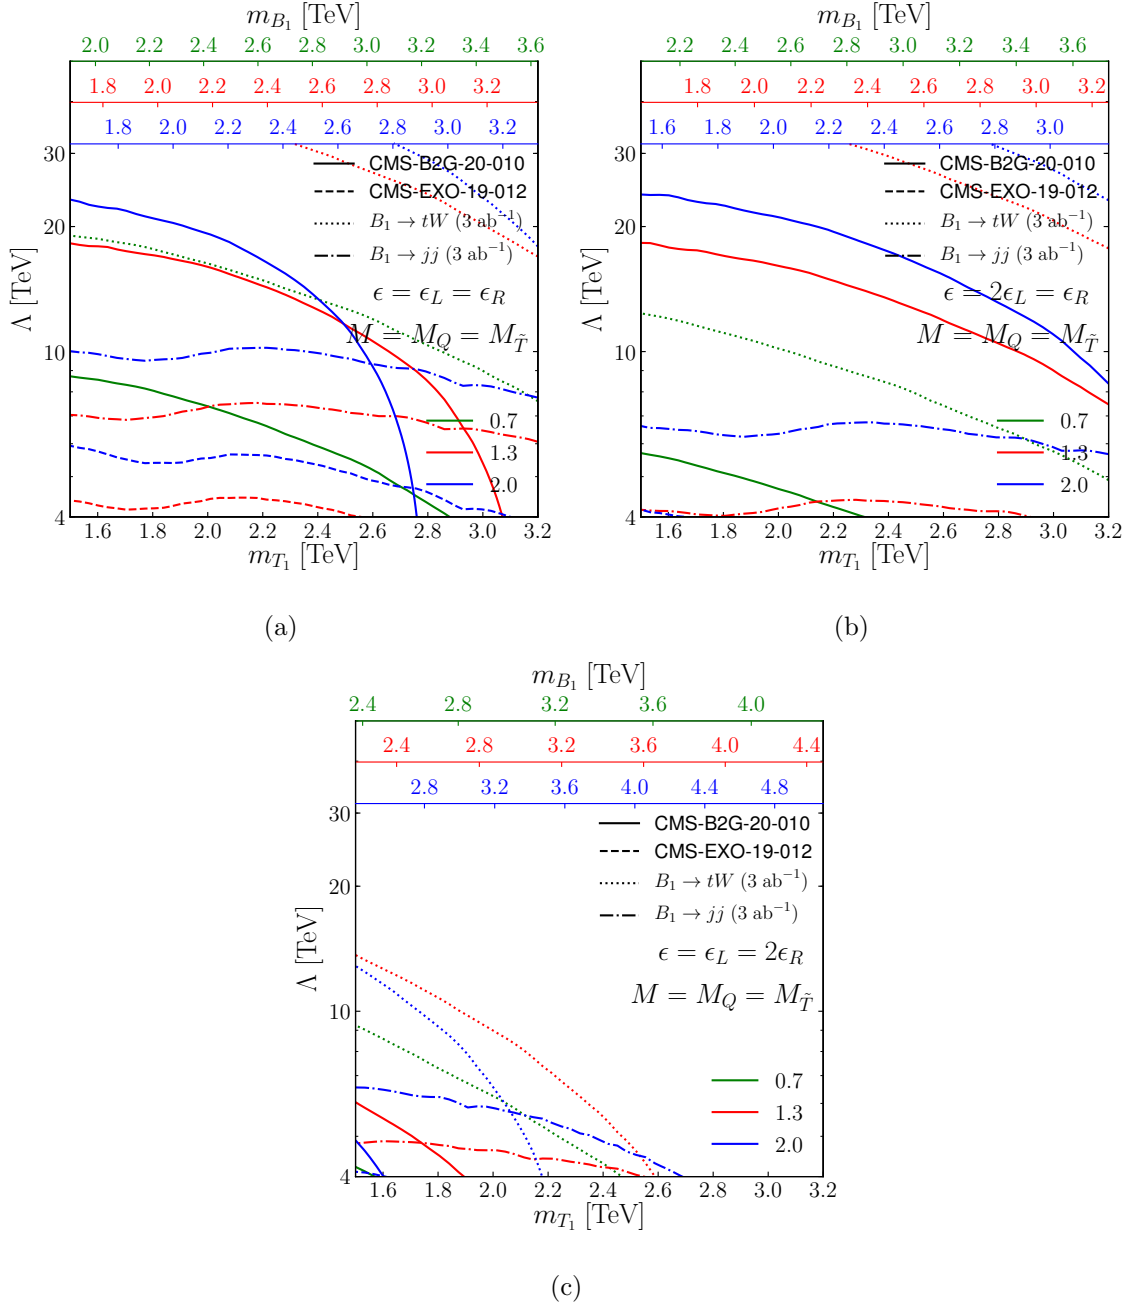 m_{B_1} [TeV]
2.0 2.2 2.4 2.6 2.8 3.0 3.2 3.4 3.6
1.8 2.0 2.2 2.4 2.6 2.8 3.0 3.2
1.8 2.0 2.2 2.4 2.6 2.8 3.0 3.2
30
20
10
4
Λ [TeV]
CMS-B2G-20-010
CMS-EXO-19-012
B_1 → tW (3 ab^{-1})
B_1 → jj (3 ab^{-1})
ϵ = ϵ_L = ϵ_R
M = M_Q = M_{\tilde{T}}
0.7
1.3
2.0
1.6 1.8 2.0 2.2 2.4 2.6 2.8 3.0 3.2
m_{T_1} [TeV]
(a)
m_{B_1} [TeV]
2.2 2.4 2.6 2.8 3.0 3.2 3.4 3.6
1.8 2.0 2.2 2.4 2.6 2.8 3.0 3.2
1.6 1.8 2.0 2.2 2.4 2.6 2.8 3.0
30
20
10
4
Λ [TeV]
CMS-B2G-20-010
CMS-EXO-19-012
B_1 → tW (3 ab^{-1})
B_1 → jj (3 ab^{-1})
ϵ = 2ϵ_L = ϵ_R
M = M_Q = M_{\tilde{T}}
0.7
1.3
2.0
1.6 1.8 2.0 2.2 2.4 2.6 2.8 3.0 3.2
m_{T_1} [TeV]
(b)
m_{B_1} [TeV]
2.4 2.8 3.2 3.6 4.0
2.4 2.8 3.2 3.6 4.0 4.4
2.8 3.2 3.6 4.0 4.4 4.8
30
20
10
4
Λ [TeV]
CMS-B2G-20-010
CMS-EXO-19-012
B_1 → tW (3 ab^{-1})
B_1 → jj (3 ab^{-1})
ϵ = ϵ_L = 2ϵ_R
M = M_Q = M_{\tilde{T}}
0.7
1.3
2.0
1.6 1.8 2.0 2.2 2.4 2.6 2.8 3.0 3.2
m_{T_1} [TeV]
(c)